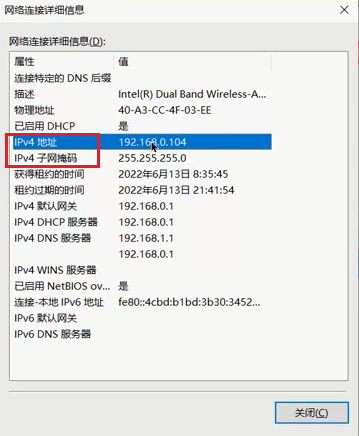 网络连接详细信息
网络连接详细信息(D):
属性 值
连接特定的 DNS 后缀
描述 Intel(R) Dual Band Wireless-A...
物理地址 40-A3-CC-4F-03-EE
已启用 DHCP 是
IPv4 地址 192.168.0.104
IPv4 子网掩码 255.255.255.0
获得租约的时间 2022年6月13日 8:35:45
租约过期的时间 2022年6月13日 21:41:54
IPv4 默认网关 192.168.0.1
IPv4 DHCP 服务器 192.168.0.1
IPv4 DNS 服务器 192.168.1.1
192.168.0.1
IPv4 WINS 服务器
已启用 NetBIOS ov... 是
连接-本地 IPv6 地址 fe80::4cbd:b1bd:3b30:3452...
IPv6 默认网关
IPv6 DNS 服务器
关闭(C)